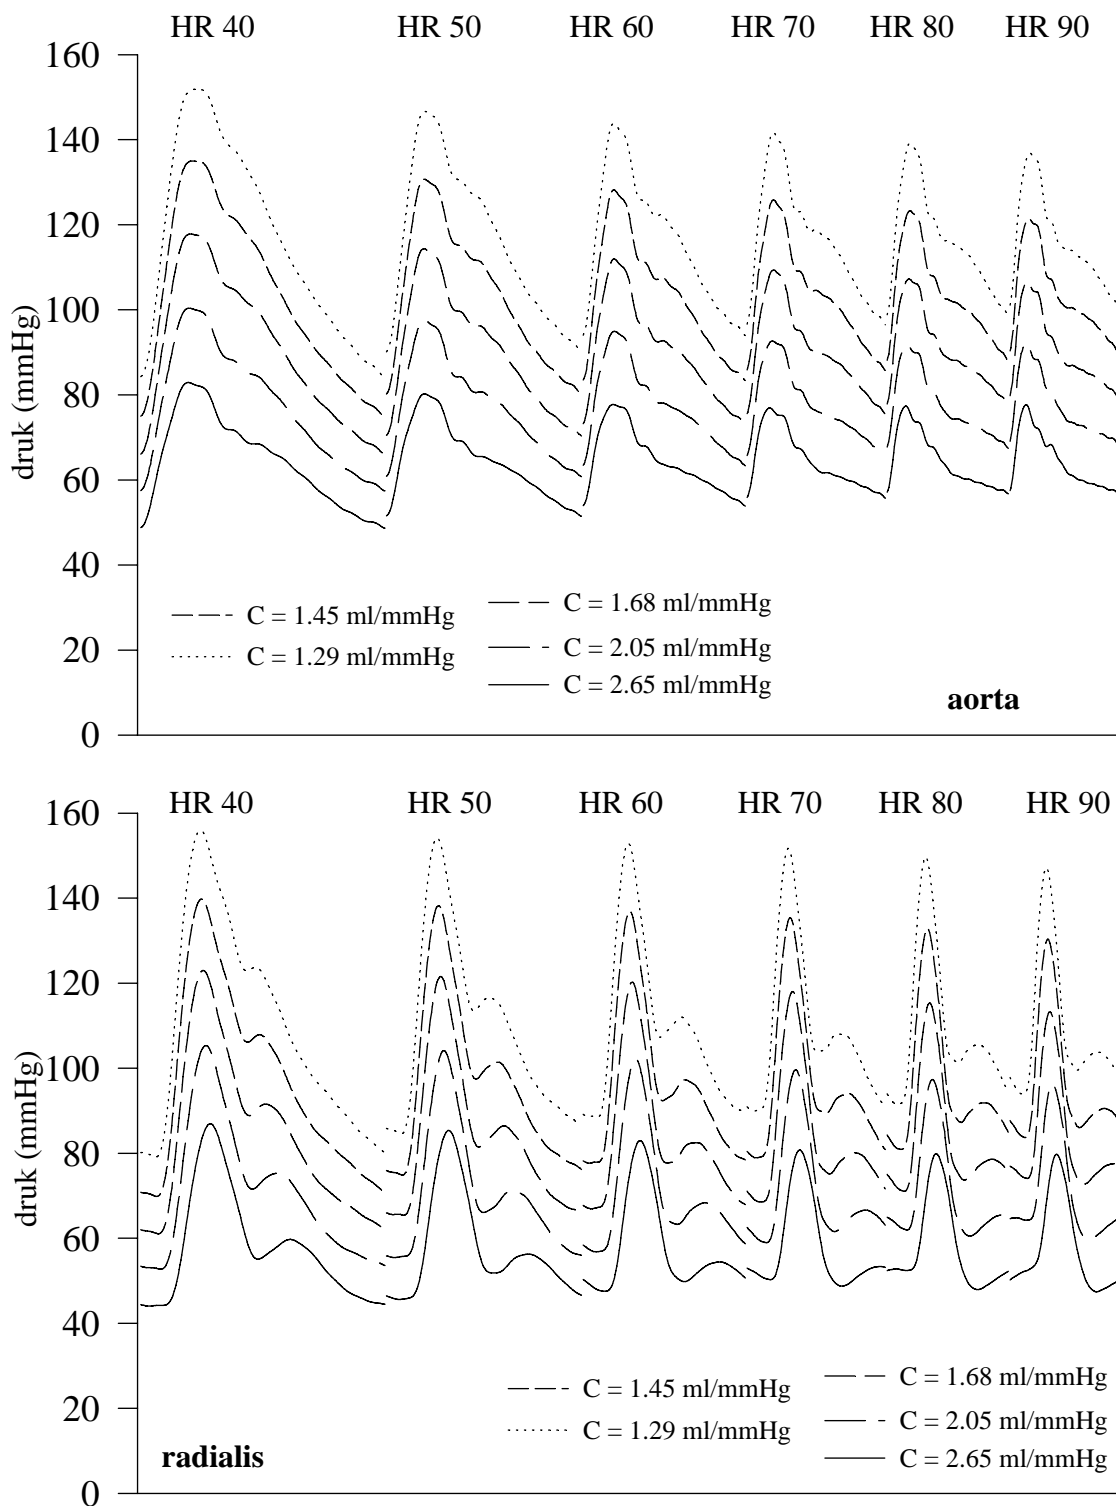 HR 40 HR 50 HR 60 HR 70 HR 80 HR 90
160
140
120
100
80
60
40
20
0
druk (mmHg)
C = 1.45 ml/mmHg
C = 1.29 ml/mmHg
C = 1.68 ml/mmHg
C = 2.05 ml/mmHg
C = 2.65 ml/mmHg
aorta
HR 40 HR 50 HR 60 HR 70 HR 80 HR 90
160
140
120
100
80
60
40
20
0
druk (mmHg)
C = 1.45 ml/mmHg
C = 1.29 ml/mmHg
C = 1.68 ml/mmHg
C = 2.05 ml/mmHg
C = 2.65 ml/mmHg
radialis